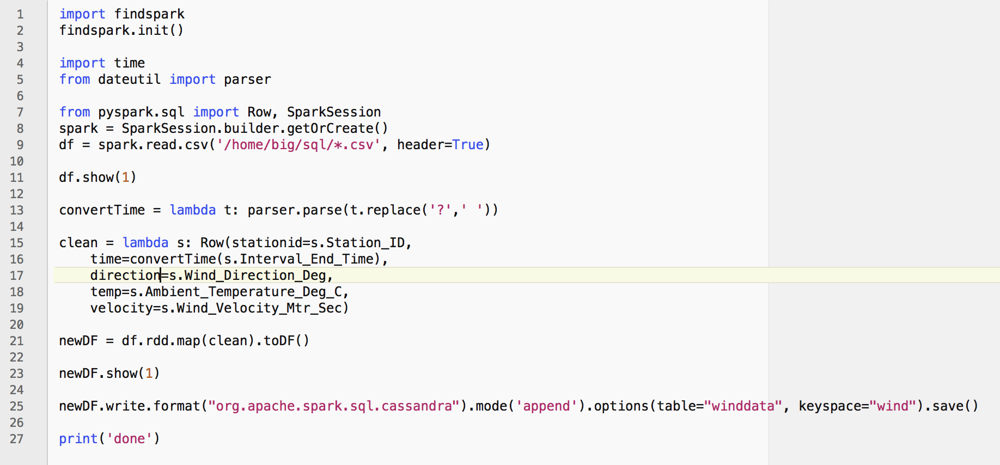 1 import findspark
2 findspark.init()
3
4 import time
5 from dateutil import parser
6
7 from pyspark.sql import Row, SparkSession
8 spark = SparkSession.builder.getOrCreate()
9 df = spark.read.csv('/home/big/sql/*.csv', header=True)
10
11 df.show(1)
12
13 convertTime = lambda t: parser.parse(t.replace('?',' '))
14
15 clean = lambda s: Row(stationid=s.Station_ID,
16     time=convertTime(s.Interval_End_Time),
17     direction=s.Wind_Direction_Deg,
18     temp=s.Ambient_Temperature_Deg_C,
19     velocity=s.Wind_Velocity_Mtr_Sec)
20
21 newDF = df.rdd.map(clean).toDF()
22
23 newDF.show(1)
24
25 newDF.write.format("org.apache.spark.sql.cassandra").mode('append').options(table="winddata", keyspace="wind").save()
26
27 print('done')